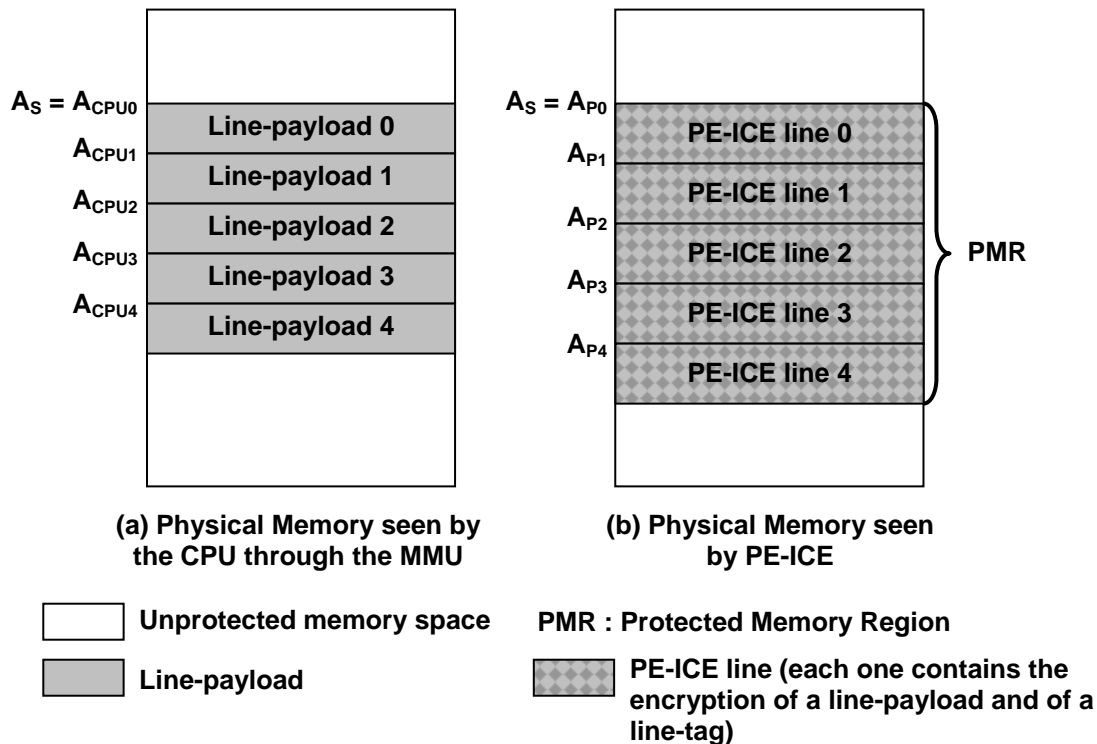 A_S = A_CPU0
Line-payload 0
A_CPU1
Line-payload 1
A_CPU2
Line-payload 2
A_CPU3
Line-payload 3
A_CPU4
Line-payload 4
(a) Physical Memory seen by
the CPU through the MMU
A_S = A_P0
PE-ICE line 0
A_P1
PE-ICE line 1
A_P2
PE-ICE line 2
A_P3
PE-ICE line 3
A_P4
PE-ICE line 4
PMR
(b) Physical Memory seen
by PE-ICE
Unprotected memory space
PMR : Protected Memory Region
Line-payload
PE-ICE line (each one contains the
encryption of a line-payload and of a
line-tag)